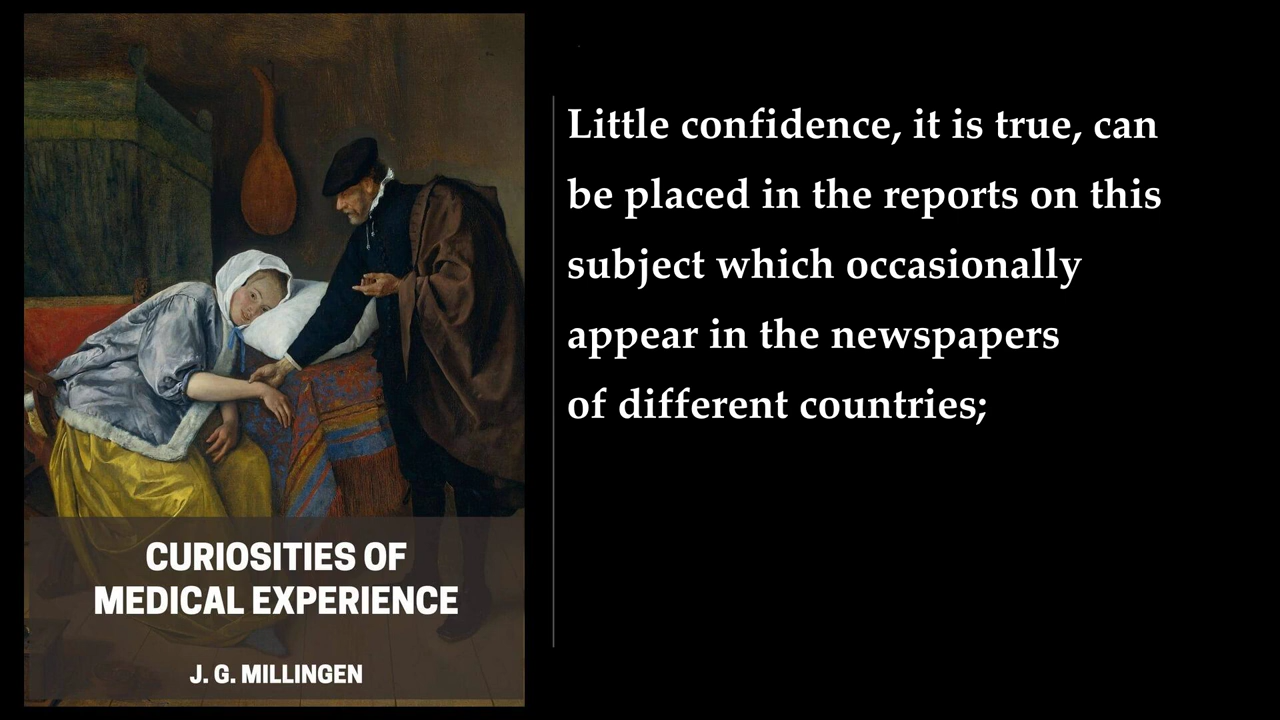 CURIOSITIES OF
MEDICAL EXPERIENCE
J. G. MILLINGEN
Little confidence, it is true, can
be placed in the reports on this
subject which occasionally
appear in the newspapers
of different countries;